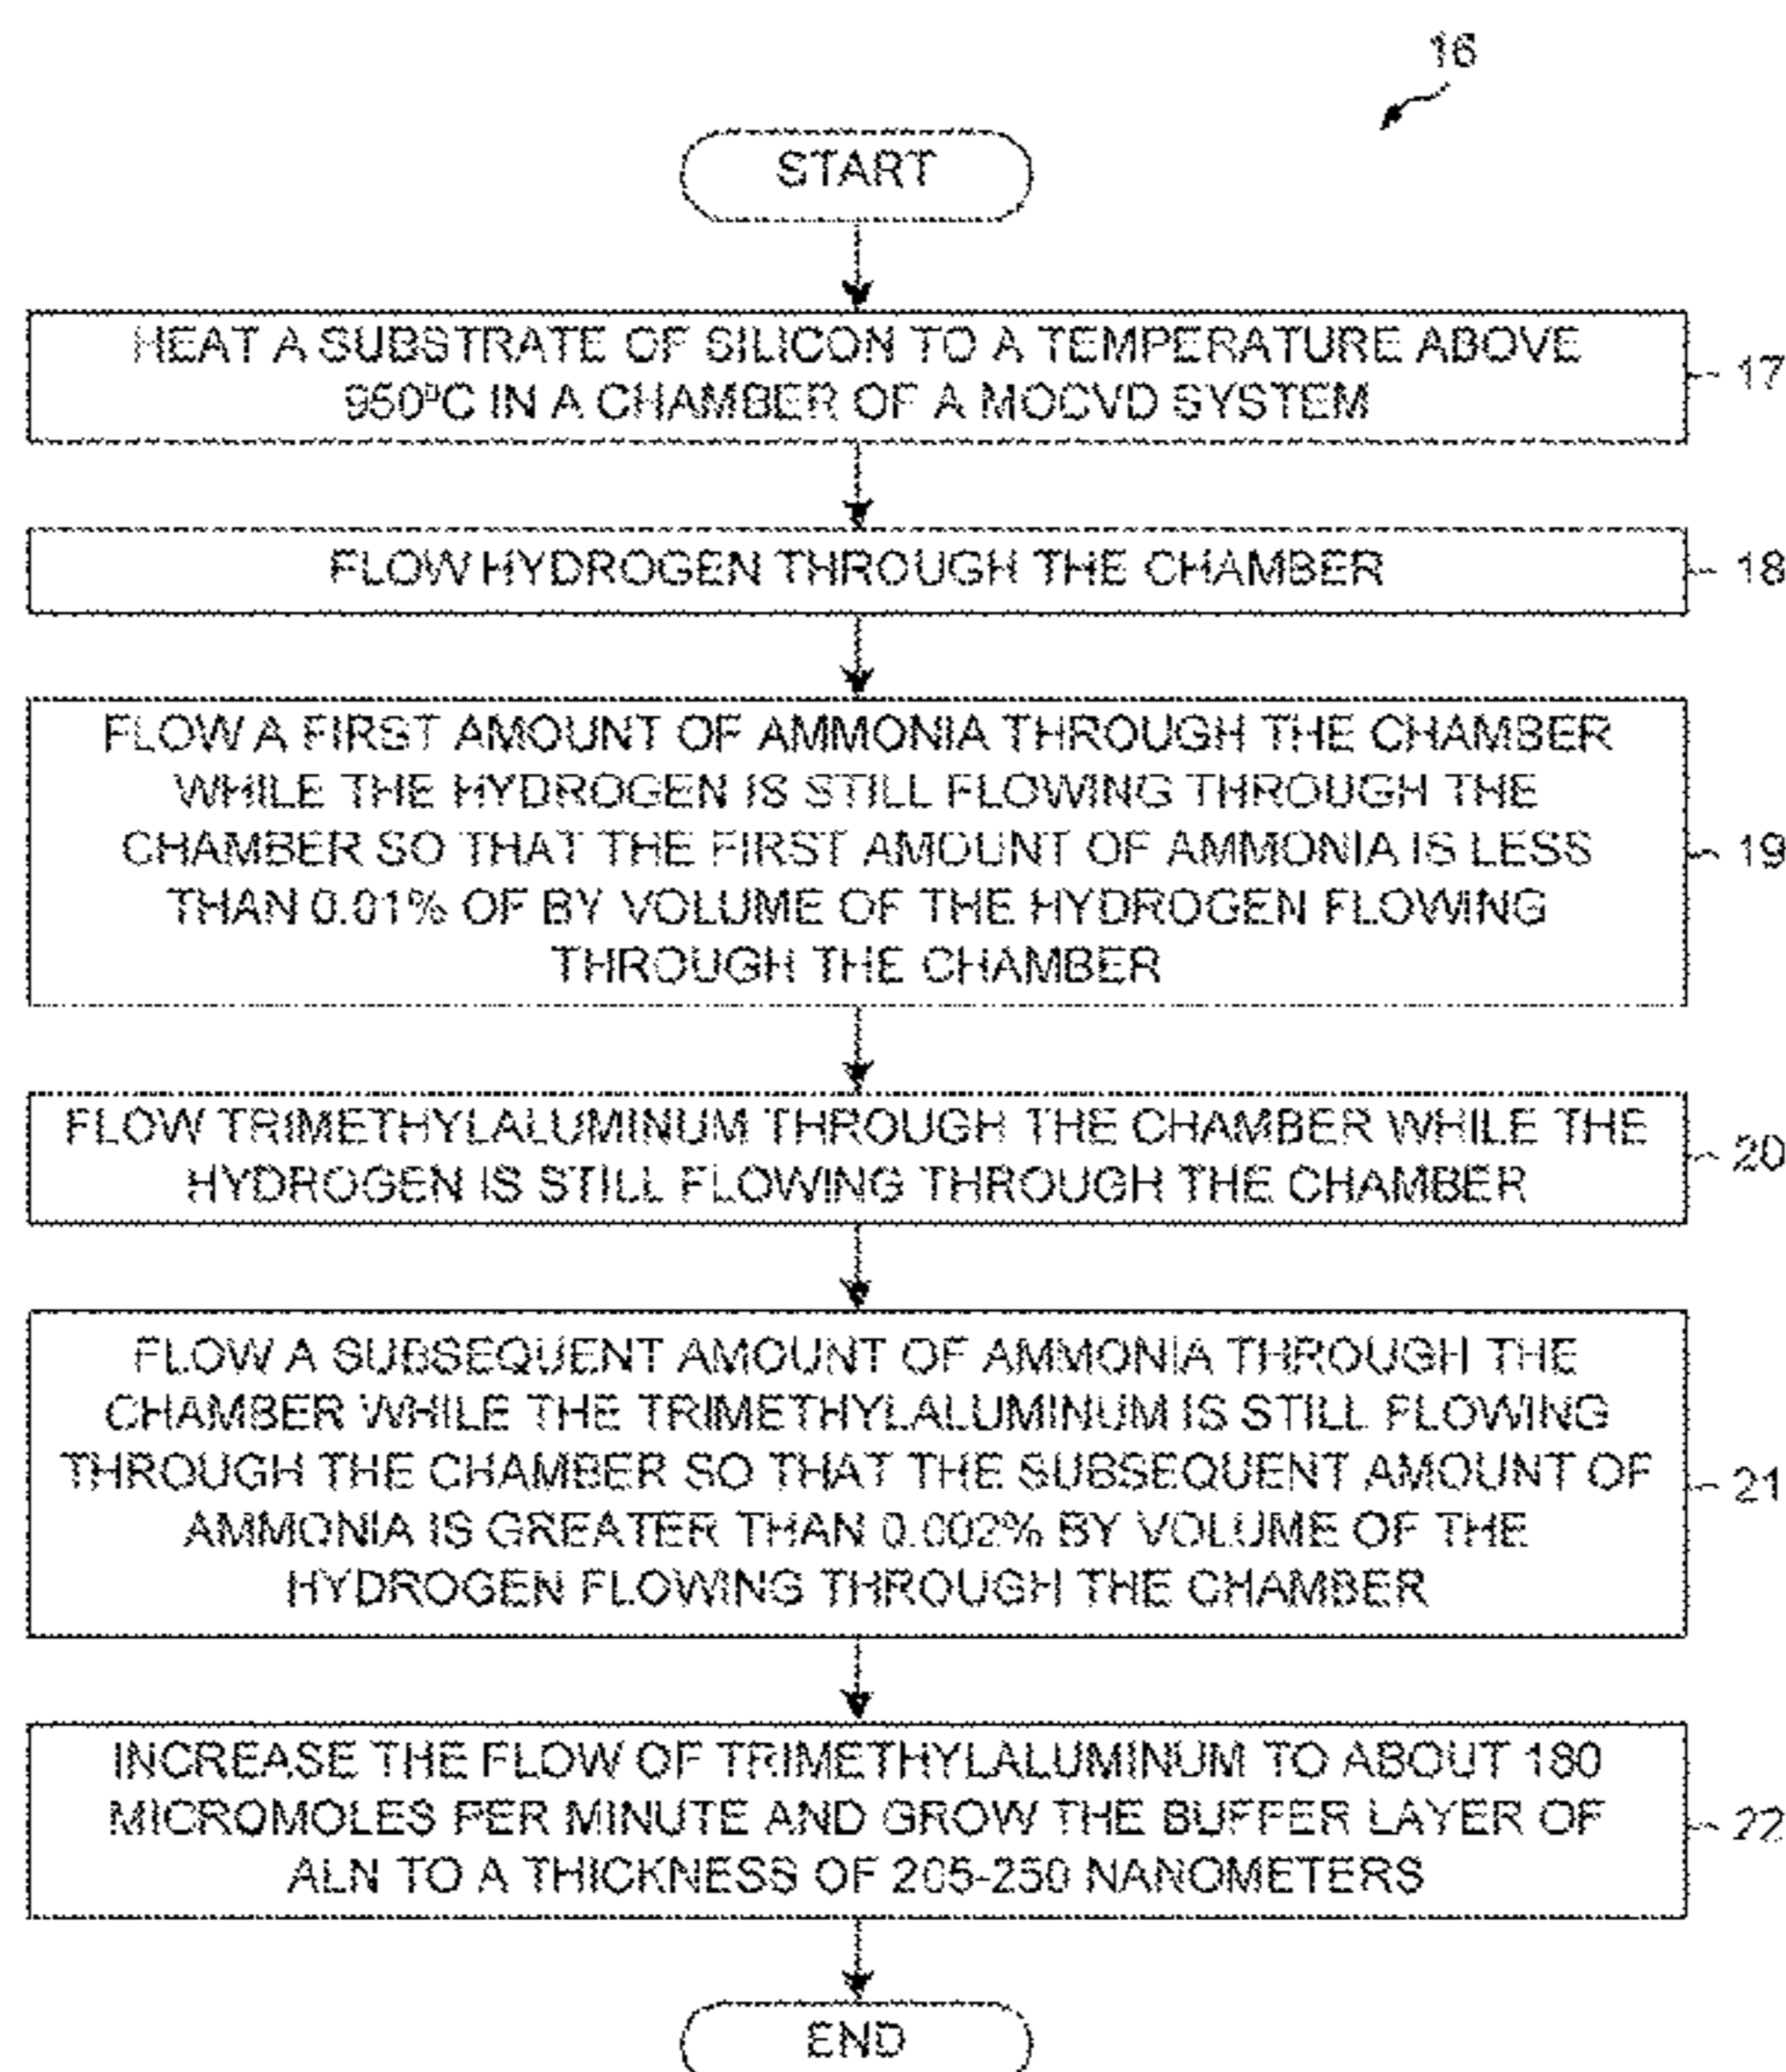 16
START
HEAT A SUBSTRATE OF SILICON TO A TEMPERATURE ABOVE
950ºC IN A CHAMBER OF A MOCVD SYSTEM
17
FLOW HYDROGEN THROUGH THE CHAMBER
18
FLOW A FIRST AMOUNT OF AMMONIA THROUGH THE CHAMBER
WHILE THE HYDROGEN IS STILL FLOWING THROUGH THE
CHAMBER SO THAT THE FIRST AMOUNT OF AMMONIA IS LESS
THAN 0.01% OF BY VOLUME OF THE HYDROGEN FLOWING
THROUGH THE CHAMBER
19
FLOW TRIMETHYLALUMINUM THROUGH THE CHAMBER WHILE THE
HYDROGEN IS STILL FLOWING THROUGH THE CHAMBER
20
FLOW A SUBSEQUENT AMOUNT OF AMMONIA THROUGH THE
CHAMBER WHILE THE TRIMETHYLALUMINUM IS STILL FLOWING
THROUGH THE CHAMBER SO THAT THE SUBSEQUENT AMOUNT OF
AMMONIA IS GREATER THAN 0.002% BY VOLUME OF THE
HYDROGEN FLOWING THROUGH THE CHAMBER
21
INCREASE THE FLOW OF TRIMETHYLALUMINUM TO ABOUT 180
MICROMOLES PER MINUTE AND GROW THE BUFFER LAYER OF
ALN TO A THICKNESS OF 205-250 NANOMETERS
22
END